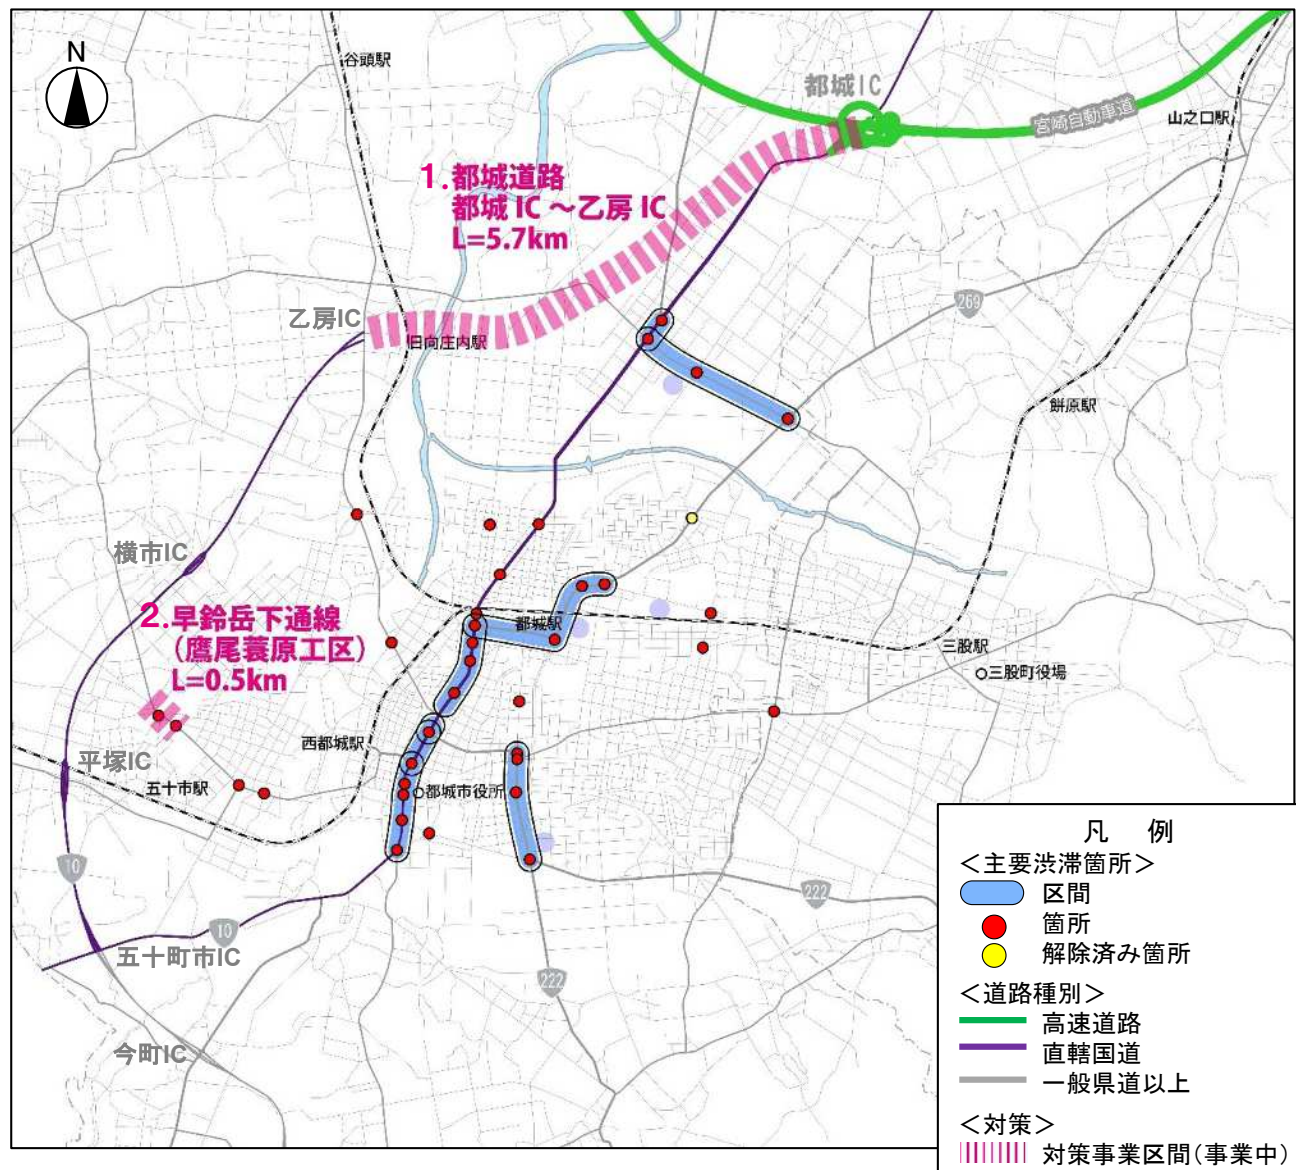 N
谷頭駅
都城IC
宮崎自動車道
山之口駅
1.都城道路
都城 IC ～乙房 IC
L=5.7km
269
乙房IC
日向庄内駅
餅原駅
横市IC
2.早鈴岳下通線
（鷹尾蓑原工区）
L=0.5km
都城駅
三股駅
三股町役場
西都城駅
平塚IC
五十市駅
都城市役所
10
222
10
五十町市IC
222
今町IC
凡 例
＜主要渋滞箇所＞
区間
箇所
解除済み箇所
＜道路種別＞
高速道路
直轄国道
一般県道以上
＜対策＞
対策事業区間(事業中)